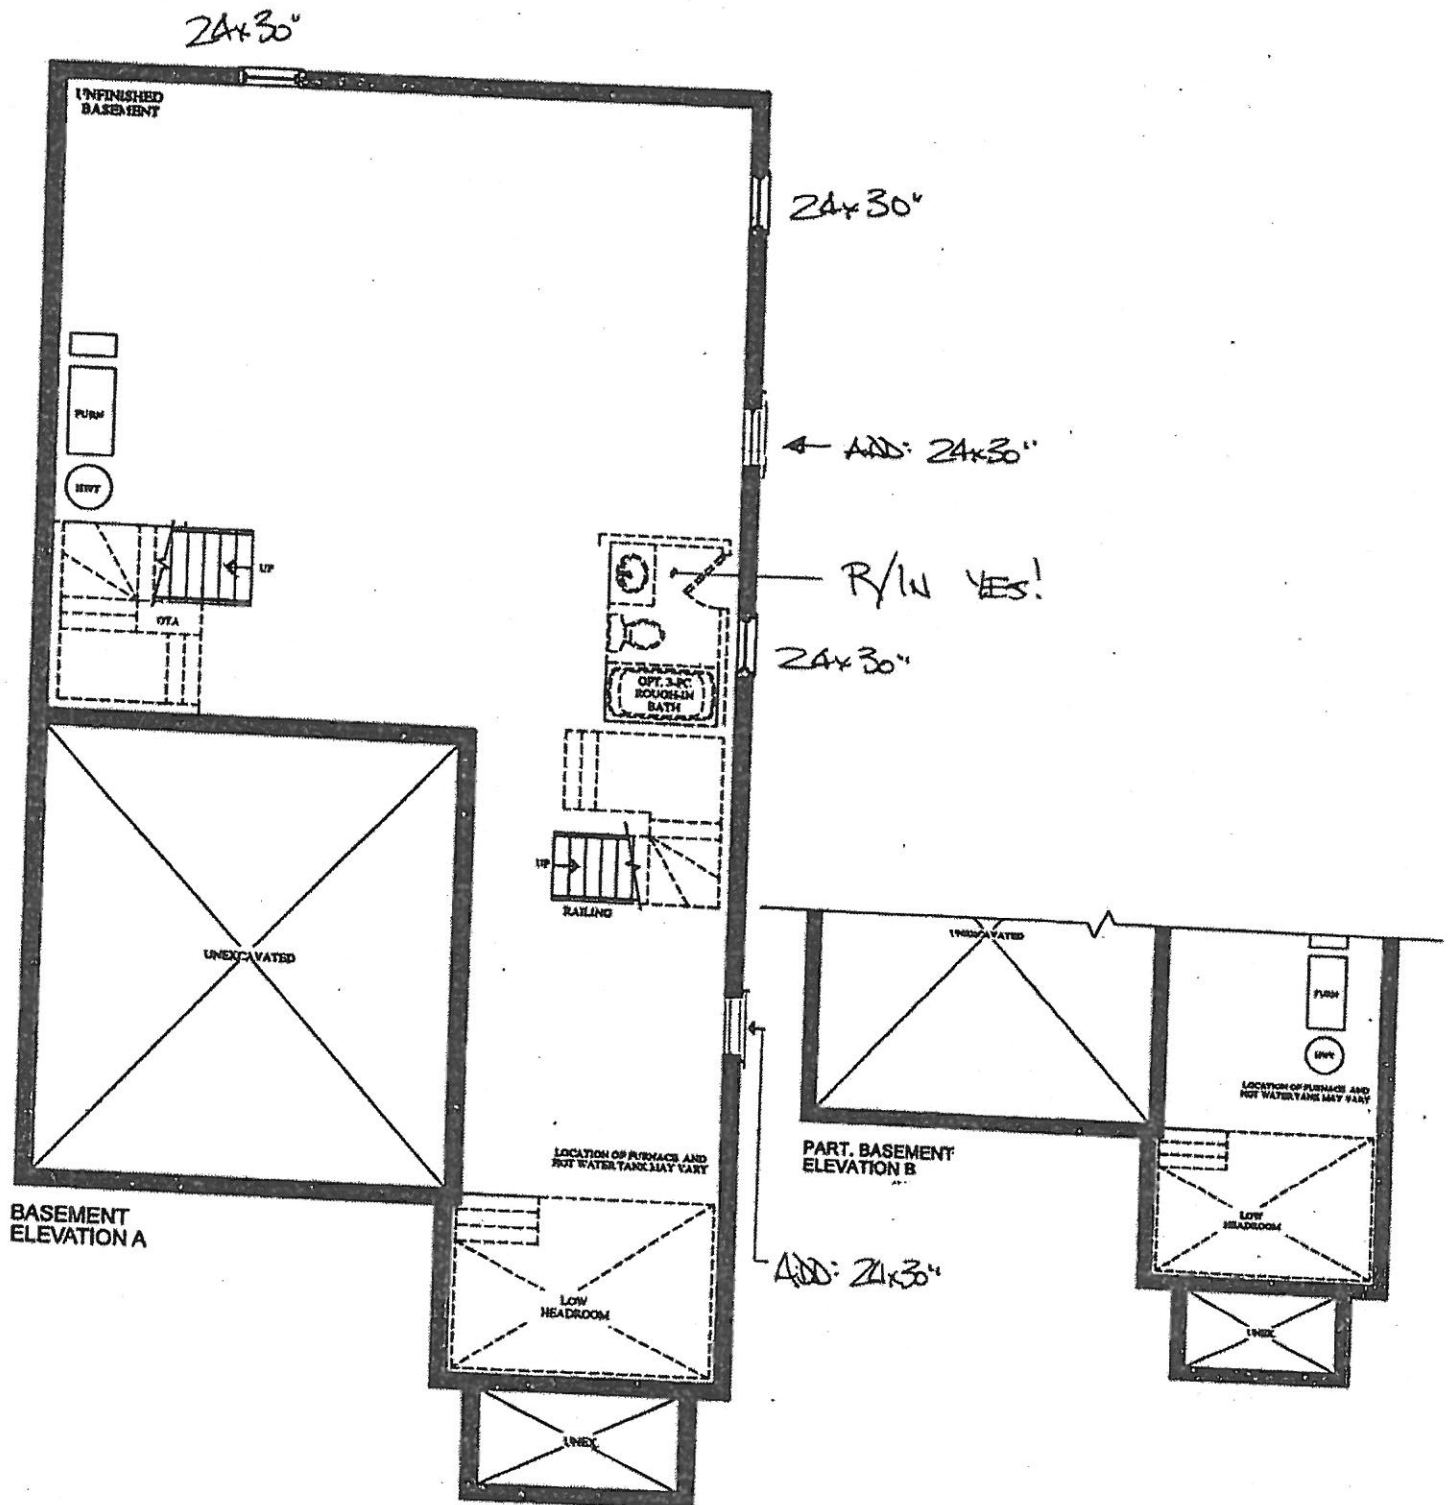 24x30"
UNFINISHED
BASEMENT
24x30"
FURN
ADD: 24x30"
HWT
UP
R/IN YES!
OTA
24x30"
OPT. 3-PC.
ROUGH-IN
BATH
UP
RAILING
UNEXCAVATED
UNEXCAVATED
FURN
HWT
LOCATION OF FURNACE AND
HOT WATER TANK MAY VARY
LOCATION OF FURNACE AND
HOT WATER TANK MAY VARY
PART. BASEMENT
ELEVATION B
BASEMENT
ELEVATION A
LOW
HEADROOM
ADD: 24x30"
LOW
HEADROOM
UNEX.
UNEX.